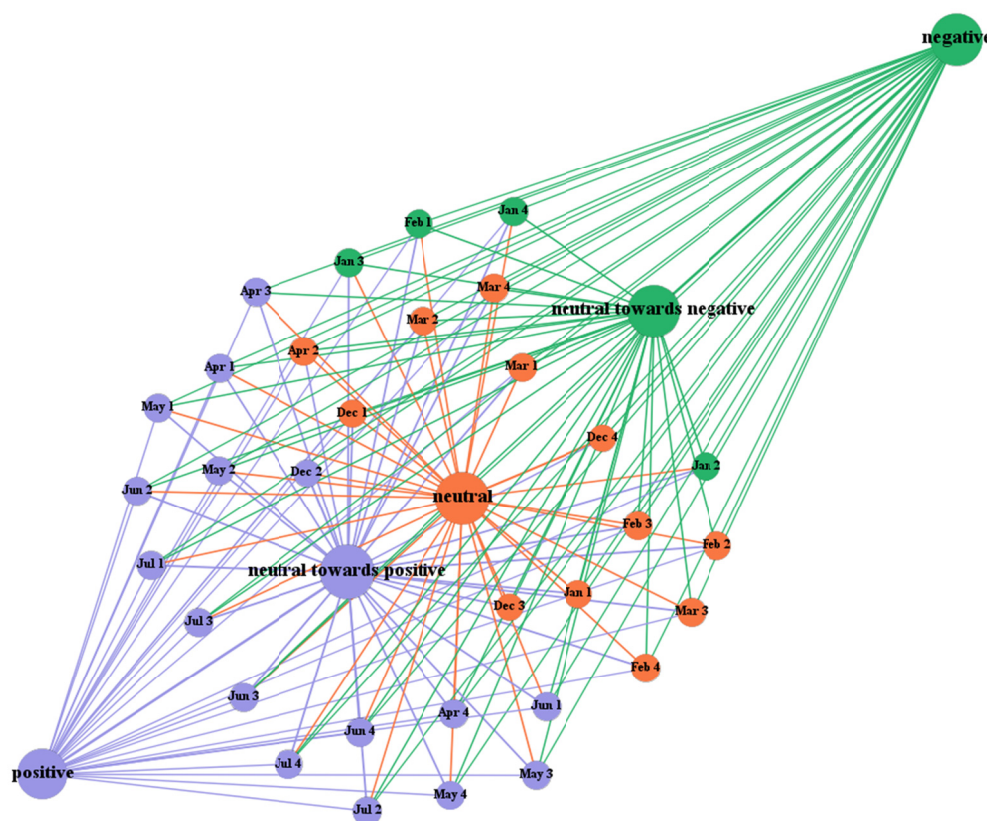 negative
Jan 4
Feb 1
Jan 3
Mar 4
Apr 3
neutral towards negative
Mar 2
Apr 2
Mar 1
Apr 1
May 1
Dec 1
Dec 4
Jan 2
May 2
Dec 2
Jun 2
neutral
Feb 3
Feb 2
Jul 1
neutral towards positive
Jan 1
Dec 3
Mar 3
Jul 3
Feb 4
Jun 3
Jun 1
Apr 4
Jun 4
Jul 4
positive
May 3
May 4
Jul 2